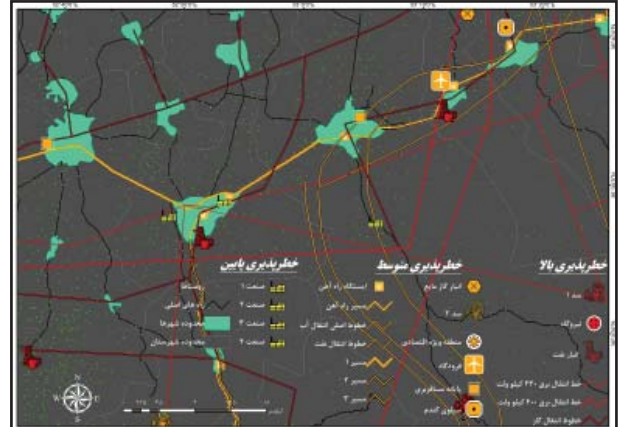 خطرپذیری بالا
سد ۱
نیروگاه
انبار نفت
خط انتقال برق ۲۳۰ کیلو ولت
خط انتقال برق ۴۰۰ کیلو ولت
خطوط انتقال گاز
خطرپذیری متوسط
انبار گاز مایع
سد ۲
منطقه ویژه اقتصادی
فرودگاه
پایانه مسافربری
سیلوی گندم
ایستگاه راه آهن
مسیر راه آهن
خطوط اصلی انتقال آب
خطوط انتقال نفت
مسیر ۱
مسیر ۲
مسیر ۳
خطرپذیری پایین
صنعت ۱
صنعت ۲
صنعت ۳
صنعت ۴
روستاها
راه های اصلی
محدوده شهرها
محدوده شهرستان
N
W
U
S
کیلومتر